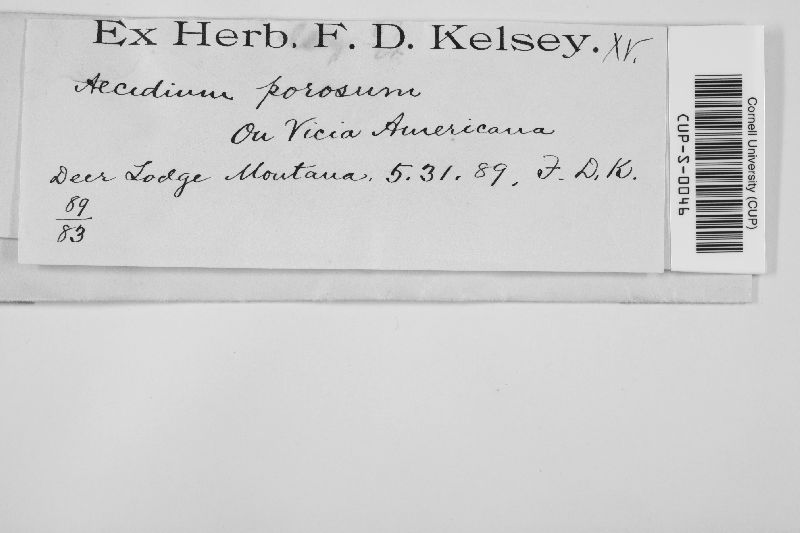 Ex Herb. F. D. Kelsey. XV.
Aecidium porosum
On Vicia Americana
Deer Lodge Montana. 5.31.89. F. D. K.
89
83
CUP-S-0046
Cornell University (CUP)